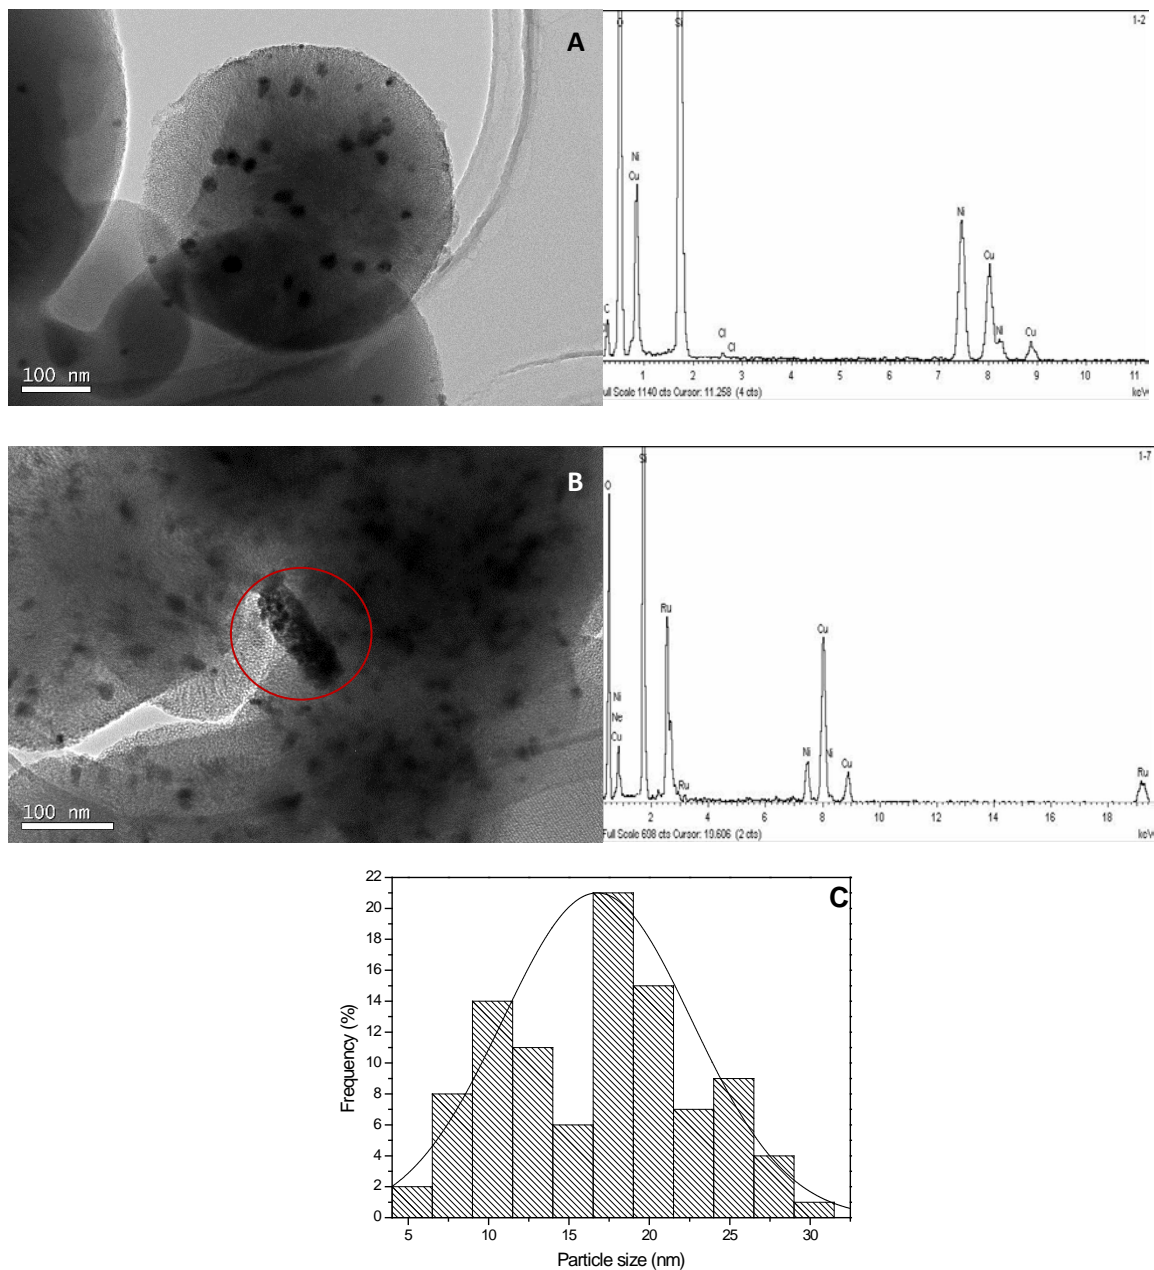 A
1-2
O
Si
Ni
Cu
Ni
Cu
C
Cl
Cl
Ni
Cu
1 2 3 4 5 6 7 8 9 10 11
100 nm
ull Scale 1140 cts Cursor: 11.258 (4 cts)
keV
B
1-7
Si
O
Ru
Cu
Ni
Ne
Cu
Ni
Ni
Cu
Ru
Ru
2 4 6 8 10 12 14 16 18
100 nm
Full Scale 698 cts Cursor: 19.606 (2 cts)
keV
C
22
20
18
16
14
12
10
8
6
4
2
0
Frequency (%)
5 10 15 20 25 30
Particle size (nm)